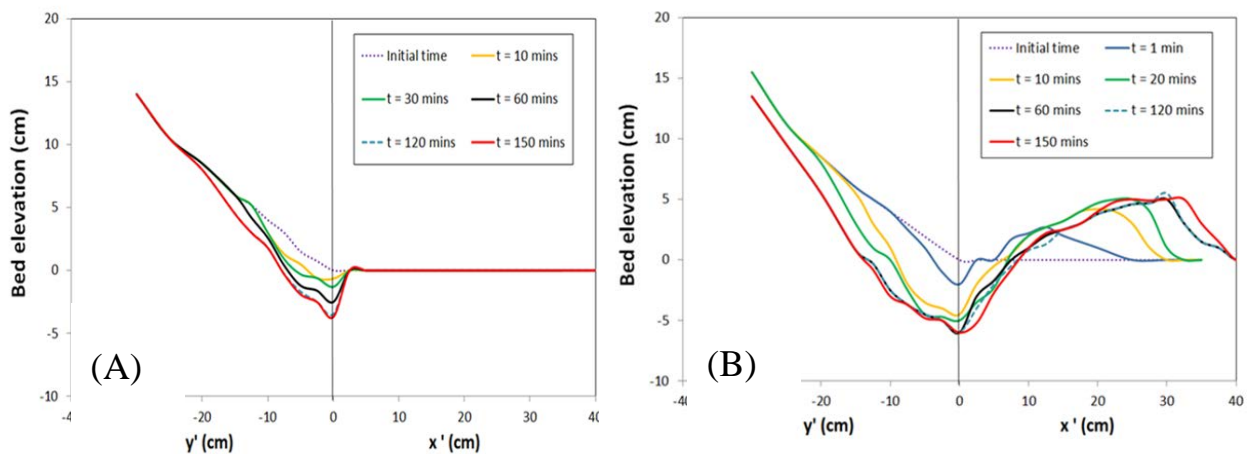 20
15
10
5
0
-5
-10
Bed elevation (cm)
Initial time
t = 10 mins
t = 30 mins
t = 60 mins
t = 120 mins
t = 150 mins
(A)
-4 -20 -10 0 10 20 30 40
y' (cm) x ' (cm)
20
15
10
5
0
-5
-10
Bed elevation (cm)
Initial time
t = 1 min
t = 10 mins
t = 20 mins
t = 60 mins
t = 120 mins
t = 150 mins
(B)
-4 -20 -10 0 10 20 30 40
y' (cm) x ' (cm)